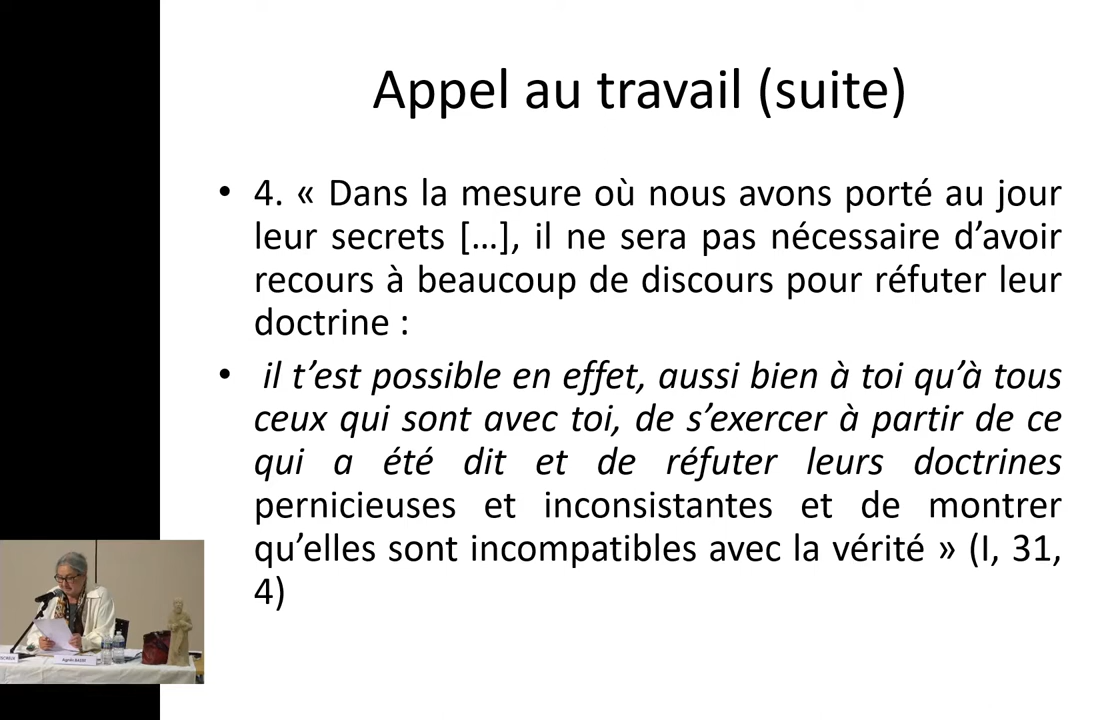 Appel au travail (suite)
• 4. « Dans la mesure où nous avons porté au jour
leur secrets [...], il ne sera pas nécessaire d’avoir
recours à beaucoup de discours pour réfuter leur
doctrine :
• il t’est possible en effet, aussi bien à toi qu’à tous
ceux qui sont avec toi, de s’exercer à partir de ce
qui a été dit et de réfuter leurs doctrines
pernicieuses et inconsistantes et de montrer
qu’elles sont incompatibles avec la vérité » (I, 31,
4)
Agnès